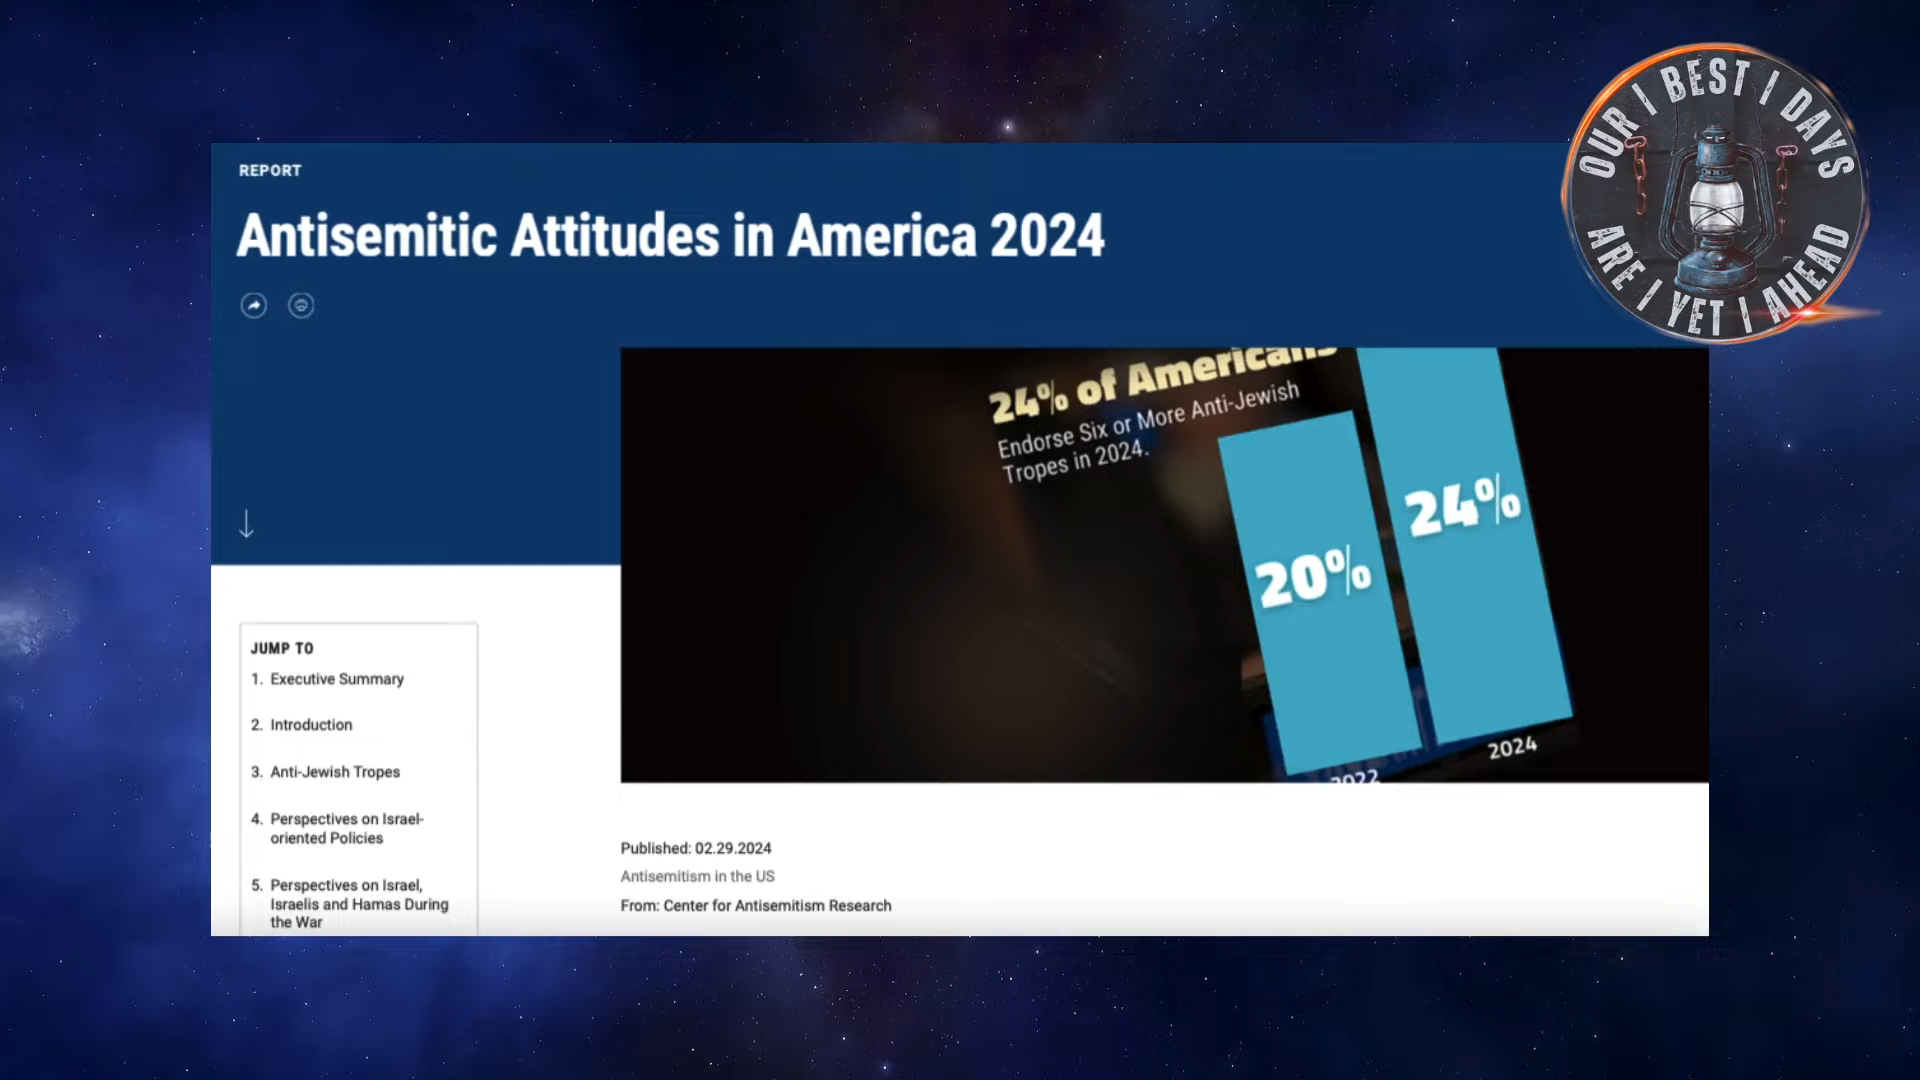 REPORT
Antisemitic Attitudes in America 2024
OUR | BEST | DAYS
ARE | YET | AHEAD
24% of Americans
Endorse Six or More Anti-Jewish
Tropes in 2024.
20%
24%
2022
2024
JUMP TO
1. Executive Summary
2. Introduction
3. Anti-Jewish Tropes
4. Perspectives on Israel-
oriented Policies
5. Perspectives on Israel,
Israelis and Hamas During
the War
Published: 02.29.2024
Antisemitism in the US
From: Center for Antisemitism Research